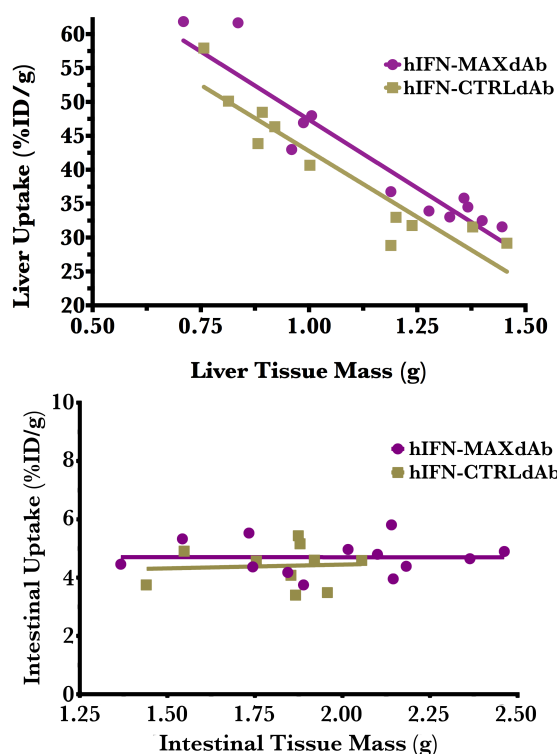 Liver Uptake (%ID/g)
60
55
50
45
40
35
30
25
20
0.50 0.75 1.00 1.25 1.50
Liver Tissue Mass (g)
hIFN-MAXdAb
hIFN-CTRLdAb
Intestinal Uptake (%ID/g)
10
8
6
4
2
0
1.25 1.50 1.75 2.00 2.25 2.50
Intestinal Tissue Mass (g)
hIFN-MAXdAb
hIFN-CTRLdAb